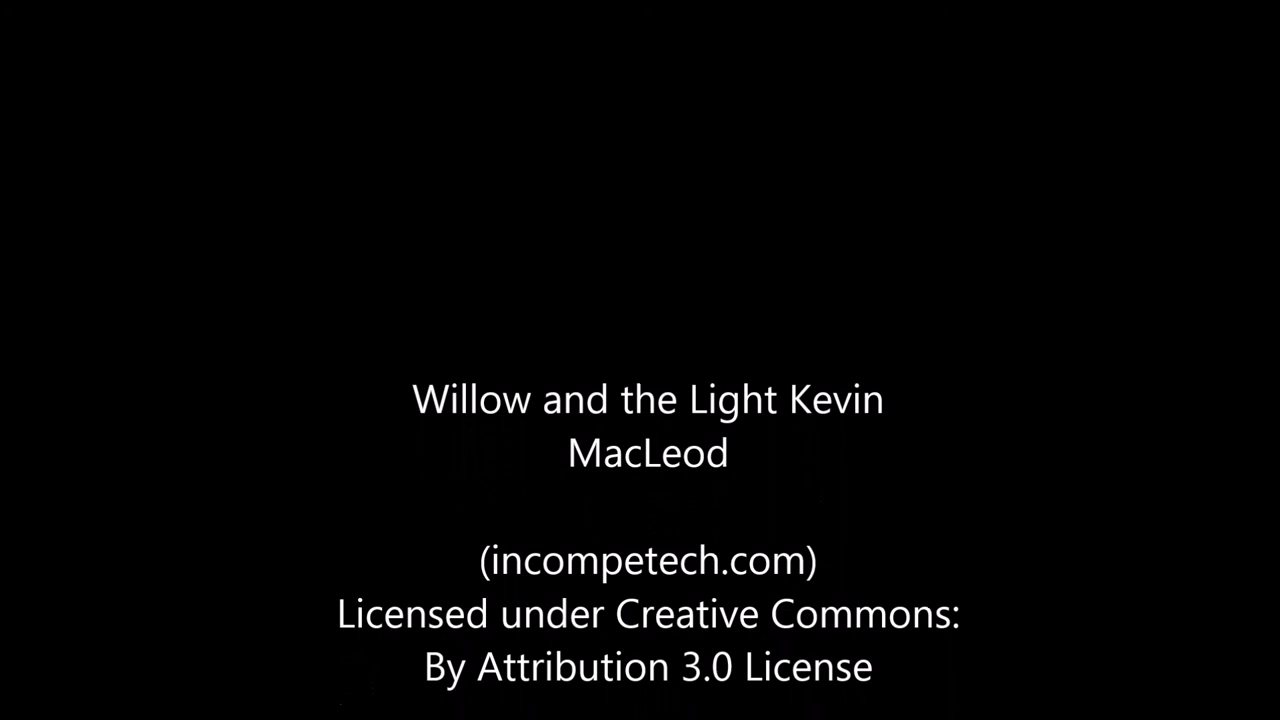 Willow and the Light Kevin
MacLeod
(incompetech.com)
Licensed under Creative Commons:
By Attribution 3.0 License